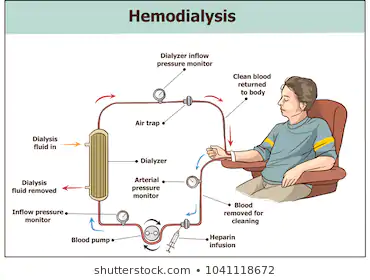 Hemodialysis
Dialyzer inflow
pressure monitor
Clean blood
returned
to body
Air trap
Dialysis
fluid in
Dialyzer
Dialysis
fluid removed
Arterial
pressure
monitor
Inflow pressure
monitor
Blood
removed for
cleaning
Blood pump
Heparin
infusion
shutterstock.com • 1041118672